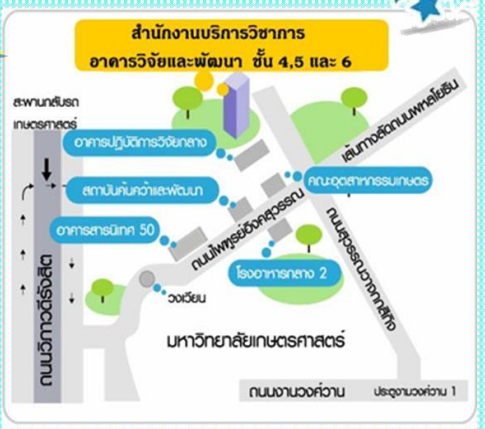 สำนักงานบริการวิชาการ
อาคารวิจัยและพัฒนา ชั้น 4,5 และ 6
สะพานกลับรถ
เกษตรศาสตร์
อาคารปฏิบัติการวิจัยกลาง
เส้นทางลัดถนนพหลโยธิน
คณะอุตสาหกรรมเกษตร
สถาบันค้นคว้าและพัฒนา
อาคารสารนิเทศ 50
ถนนไพฑูรย์อิงคสุวรรณ
ถนนสุวรรณวาจกกสิกิจ
โรงอาหารกลาง 2
วงเวียน
ถนนวิภาวดีรังสิต
มหาวิทยาลัยเกษตรศาสตร์
ถนนงามวงศ์วาน ประตูงามวงศ์วาน 1